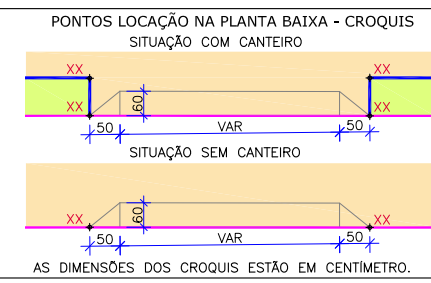 PONTOS LOCAÇÃO NA PLANTA BAIXA - CROQUIS
SITUAÇÃO COM CANTEIRO
XX XX
XX 60 XX
50 VAR 50
SITUAÇÃO SEM CANTEIRO
XX 60 XX
50 VAR 50
AS DIMENSÕES DOS CROQUIS ESTÃO EM CENTÍMETRO.